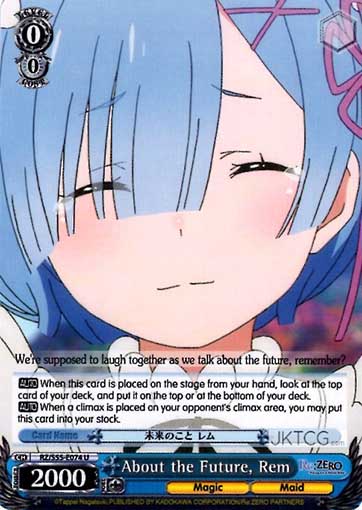 LEVEL
0
0
COST
We're supposed to laugh together as we talk about the future, remember?
AUTO When this card is placed on the stage from your hand, look at the top
card of your deck, and put it on the top or at the bottom of your deck.
AUTO When a climax is placed on your opponent's climax area, you may put
this card into your stock.
Card Name
未来のこと レム
JKTCG.com
CH
RZ/S55-E074 U
2000
About the Future, Rem
Re:ZERO
Magic
Maid
©Tappei Nagatsuki,PUBLISHED BY KADOKAWA CORPORATION/Re:ZERO PARTNERS